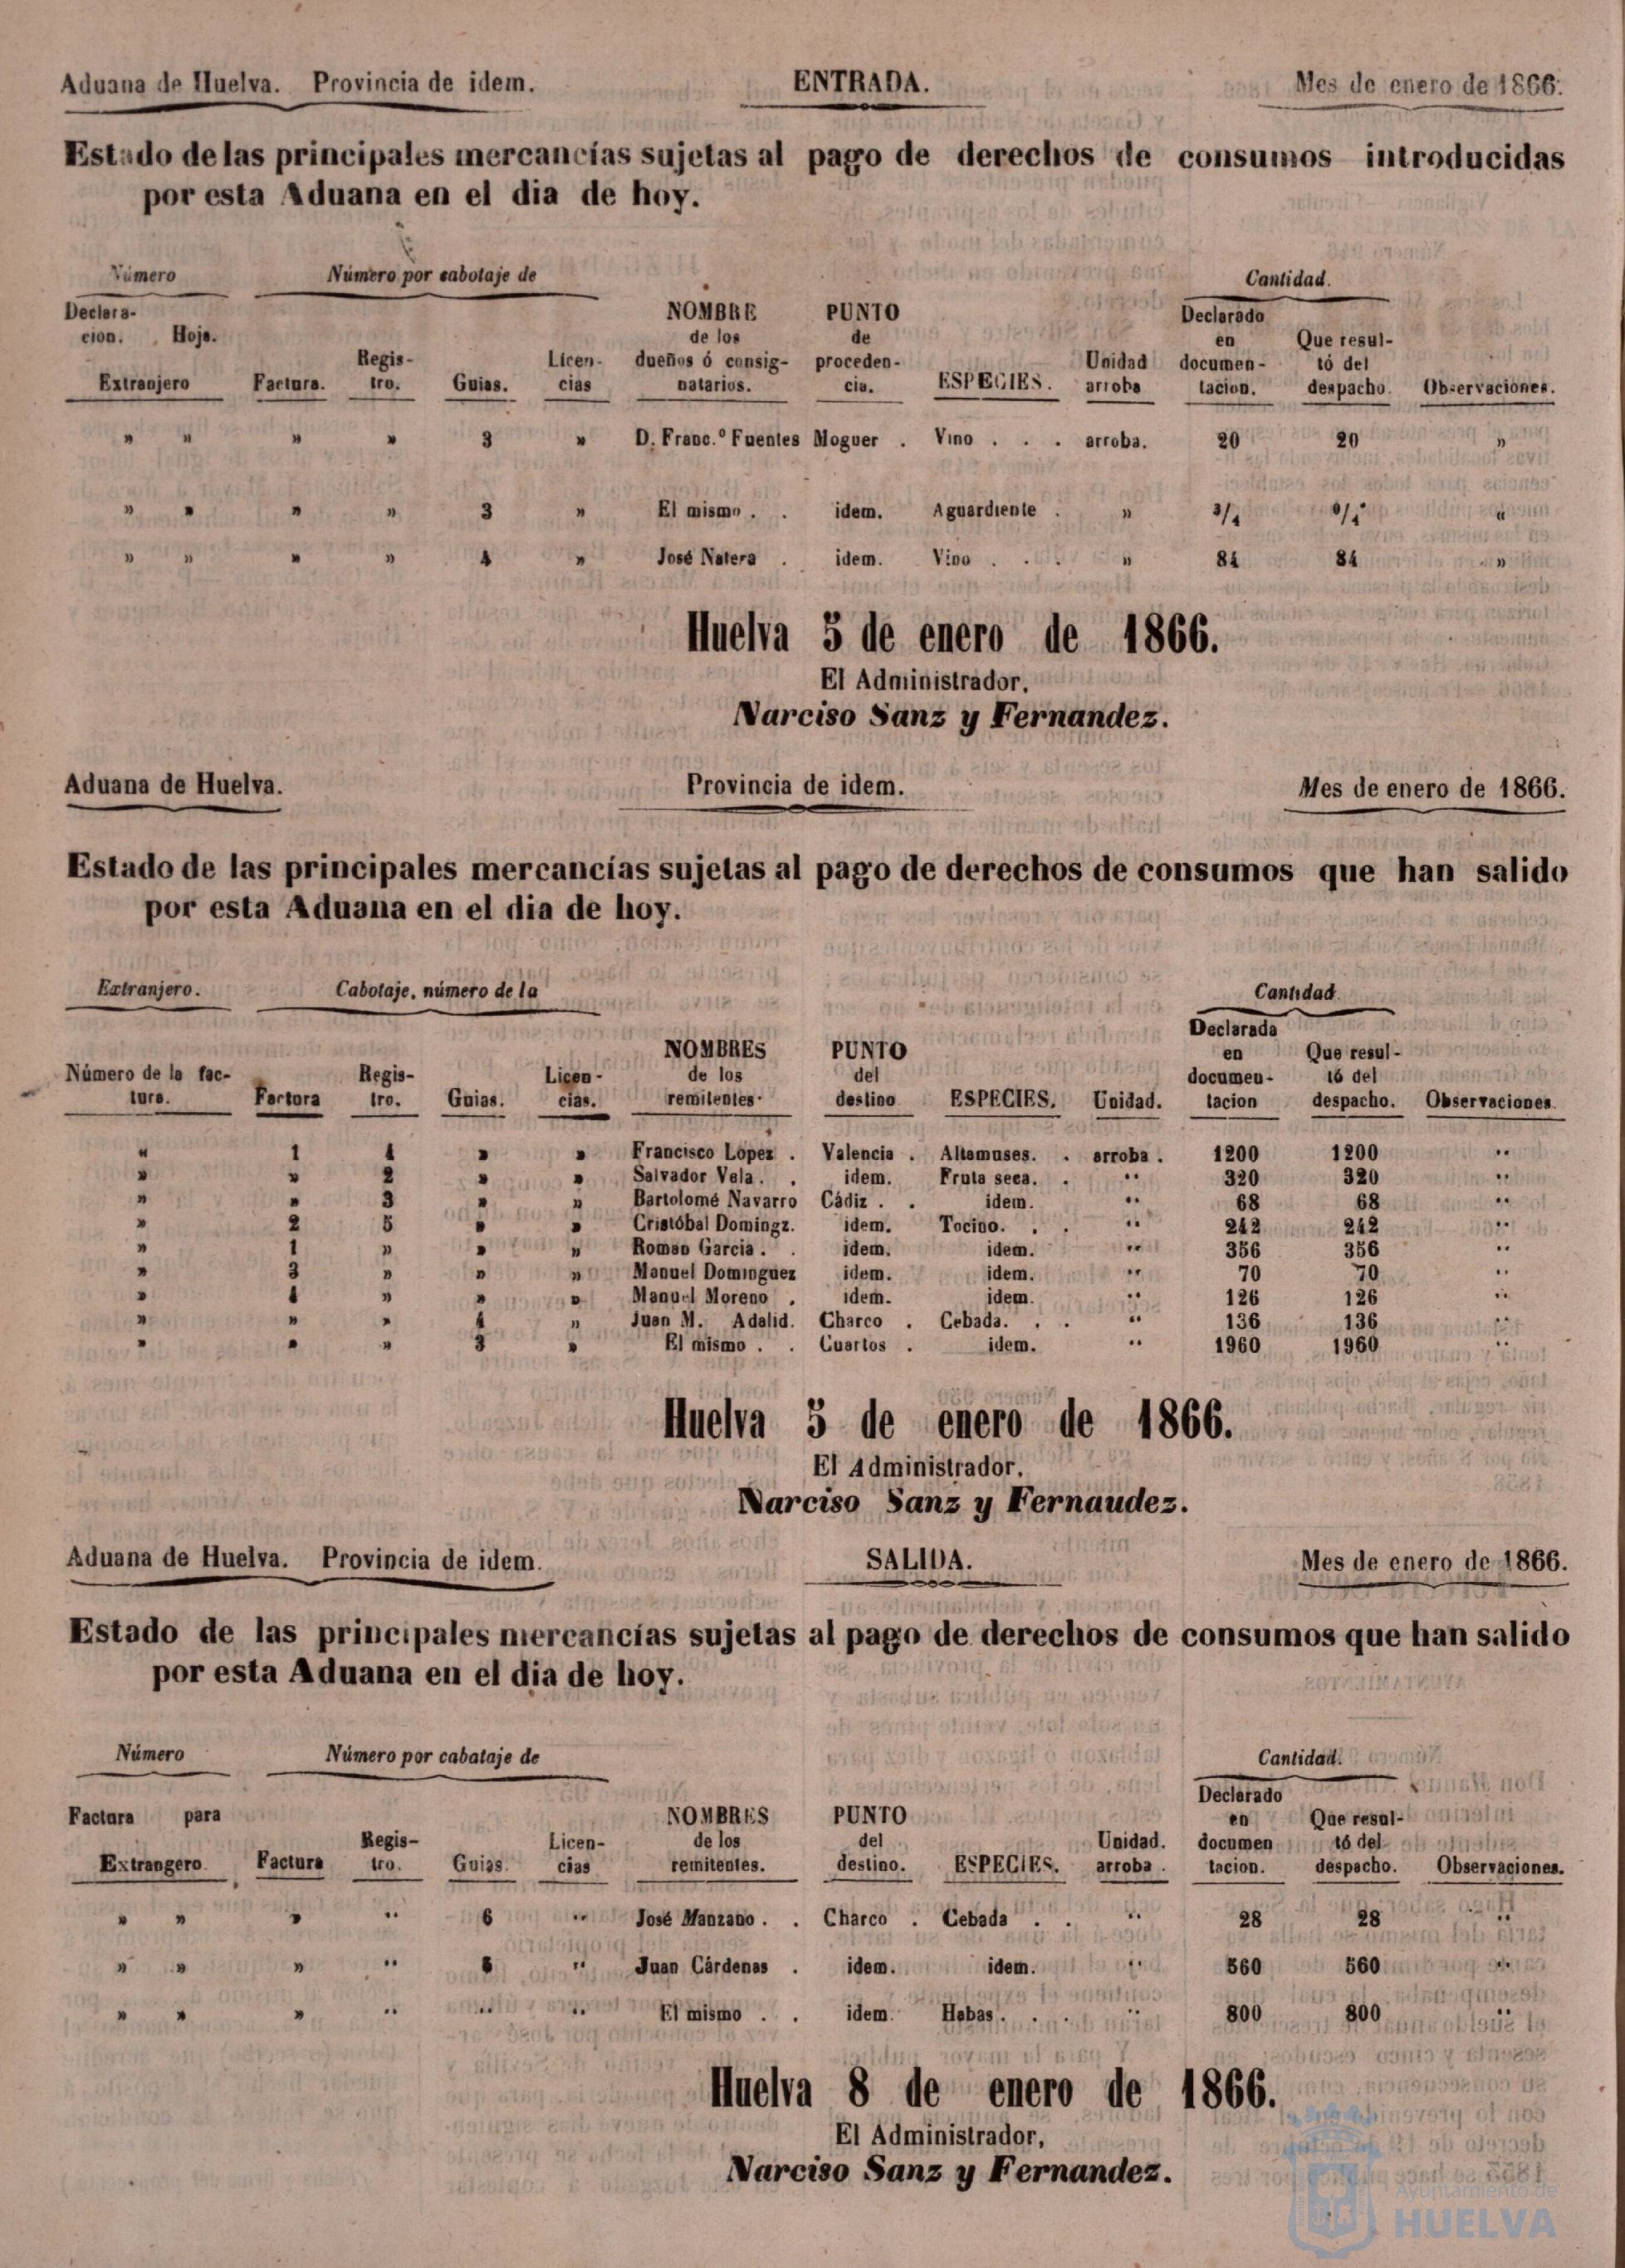 Aduana de Huelva. Provincia de idem. ENTRADA. Mes de enero de 1866.
Estado de las principales mercancías sujetas al pago de derechos de consumos introducidas
por esta Aduana en el dia de hoy.
Número Número por cabotaje de Cantidad.
Declara- NOMBRE PUNTO Declarado
cion. Hoja. de los de en Que resul-
Regis- Licen- dueños ó consig- proceden- Unidad documen- tó del
Extranjero Factura. tro. Guias. cias natarios. cia. ESPECIES. arroba tacion. despacho. Observaciones.
» » » » 3 » D. Franc.º Fuentes Moguer . Vino . . . arroba. 20 20 »
» » » » 3 » El mismo . . idem. Aguardiente . » 3/4 3/4 «
» » » » 4 » José Natera . idem. Vino . . . » 84 84 »
Huelva 5 de enero de 1866.
El Administrador,
Narciso Sanz y Fernandez.
Aduana de Huelva. Provincia de idem. Mes de enero de 1866.
Estado de las principales mercancías sujetas al pago de derechos de consumos que han salido
por esta Aduana en el dia de hoy.
Extranjero. Cabotaje, número de la Cantidad.
Declarada
NOMBRES PUNTO en Que resul-
Número de la fac- Regis- Licen- de los del documen- tó del
tura. Factora tro. Guias. cias. remitentes. destino ESPECIES. Unidad. tacion despacho. Observaciones.
« 1 1 » » Francisco Lopez . Valencia . Altamuses. . arroba . 1200 1200 ..
» » 2 » » Salvador Vela. . idem. Fruta seca. . .. 320 320 ..
» » 3 » » Bartolomé Navarro Cádiz . . idem. .. 68 68 ..
» 2 5 » » Cristóbal Domingz. idem. Tocino. . . .. 242 242 ..
» 1 » » » Roman Garcia . . idem. idem. .. 356 356 ..
» 3 » » » Manuel Dominguez idem. idem. .. 70 70 ..
» 4 » » » Manuel Moreno . idem. idem. .. 126 126 ..
» » » 4 » Juan M. Adalid. Charco . Cebada. . . .. 136 136 ..
» » » 3 » El mismo . . Cuartos . idem. .. 1960 1960 ..
Huelva 5 de enero de 1866.
El Administrador,
Narciso Sanz y Fernaudez.
Aduana de Huelva. Provincia de idem. SALIDA. Mes de enero de 1866.
Estado de las principales mercancías sujetas al pago de derechos de consumos que han salido
por esta Aduana en el dia de hoy.
Número Número por cabataje de Cantidad.
Declarado
Factura para NOMBRES PUNTO en Que resul-
Regis- Licen- de los del Unidad. documen tó del
Extrangero Factura tro. Guias. cias remitentes. destino. ESPECIES. arroba . tacion. despacho. Observaciones.
» » » .. 6 .. José Manzano . . Charco . Cebada . . .. 28 28 ..
» » » .. .. Juan Cárdenas . idem. idem. .. 560 560 ..
» » » .. .. .. El mismo . . idem. Habas . . . .. 800 800 ..
Huelva 8 de enero de 1866.
El Administrador,
Narciso Sanz y Fernandez.
Ayuntamiento de
HUELVA